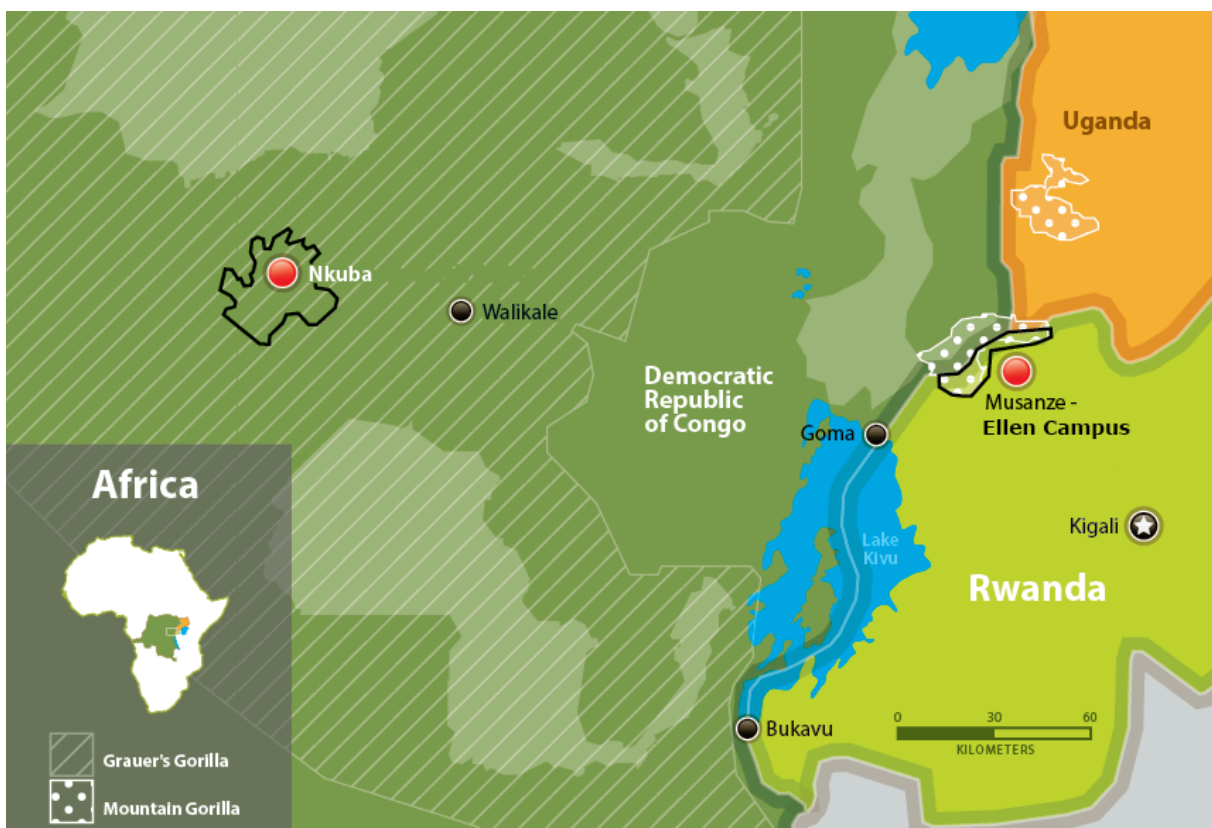 Uganda
Nkuba
Walikale
Democratic
Republic
of Congo
Musanze -
Ellen Campus
Goma
Africa
Kigali
Lake
Kivu
Rwanda
Bukavu
0 30 60
KILOMETERS
Grauer's Gorilla
Mountain Gorilla